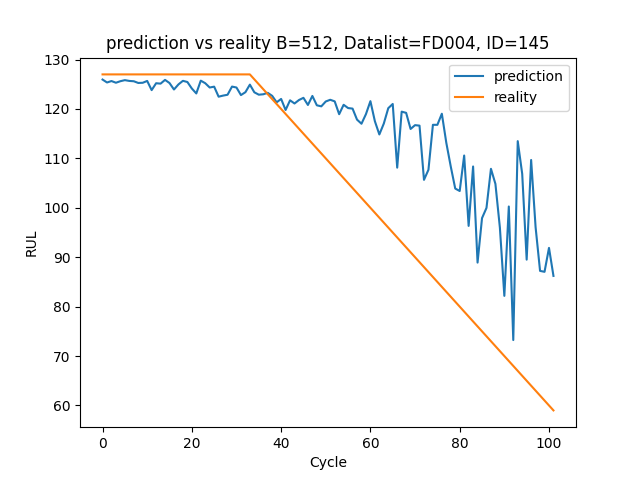 prediction vs reality B=512, Datalist=FD004, ID=145
prediction
reality
RUL
130
120
110
100
90
80
70
60
0 20 40 60 80 100
Cycle